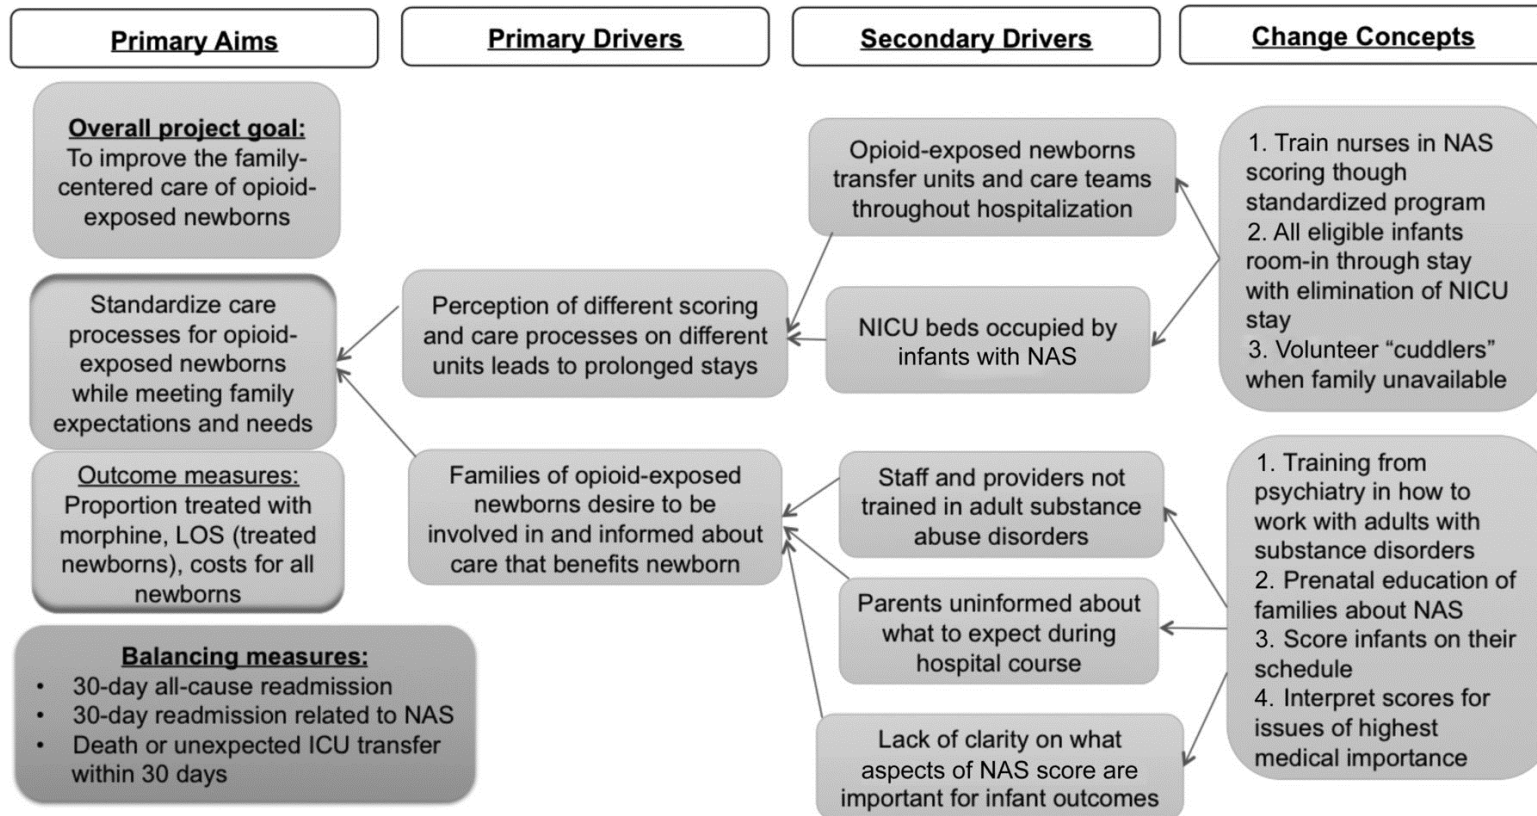 Primary Aims
Primary Drivers
Secondary Drivers
Change Concepts
Overall project goal:
To improve the family-
centered care of opioid-
exposed newborns
Standardize care
processes for opioid-
exposed newborns
while meeting family
expectations and needs
Outcome measures:
Proportion treated with
morphine, LOS (treated
newborns), costs for all
newborns
Balancing measures:
• 30-day all-cause readmission
• 30-day readmission related to NAS
• Death or unexpected ICU transfer
within 30 days
Perception of different scoring
and care processes on different
units leads to prolonged stays
Families of opioid-exposed
newborns desire to be
involved in and informed about
care that benefits newborn
Opioid-exposed newborns
transfer units and care teams
throughout hospitalization
NICU beds occupied by
infants with NAS
Staff and providers not
trained in adult substance
abuse disorders
Parents uninformed about
what to expect during
hospital course
Lack of clarity on what
aspects of NAS score are
important for infant outcomes
1. Train nurses in NAS
scoring though
standardized program
2. All eligible infants
room-in through stay
with elimination of NICU
stay
3. Volunteer “cuddlers”
when family unavailable
1. Training from
psychiatry in how to
work with adults with
substance disorders
2. Prenatal education of
families about NAS
3. Score infants on their
schedule
4. Interpret scores for
issues of highest
medical importance